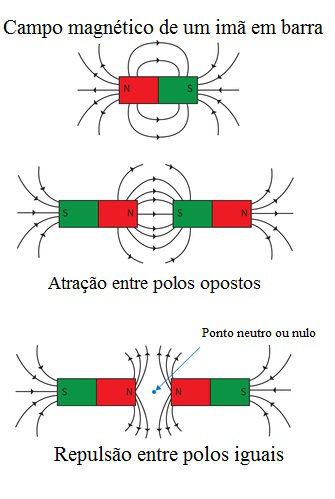 Campo magnético de um imã em barra
N S
S N S N
Atração entre polos opostos
Ponto neutro ou nulo
S N N S
Repulsão entre polos iguais